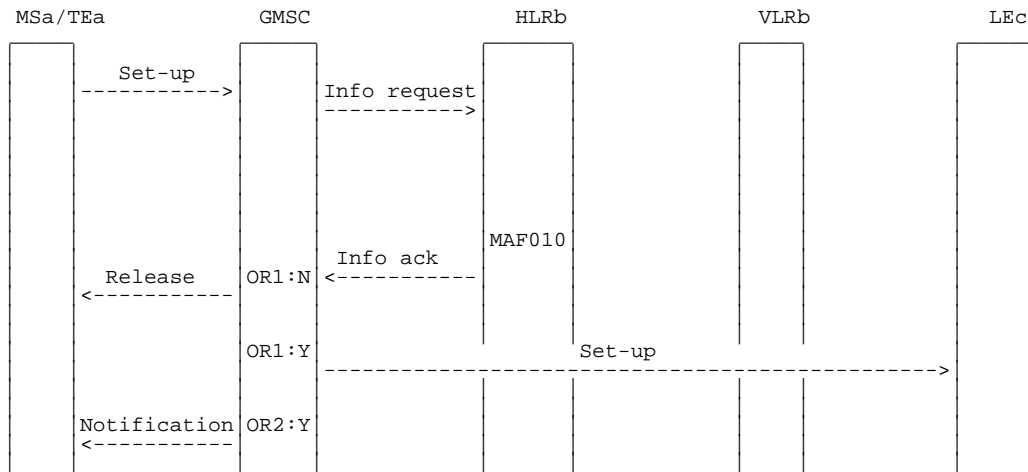 MSa/TEa GMSC HLRb VLRb LEc
Set-up
Info request
MAF010
Info ack
Release OR1:N
OR1:Y Set-up
Notification OR2:Y